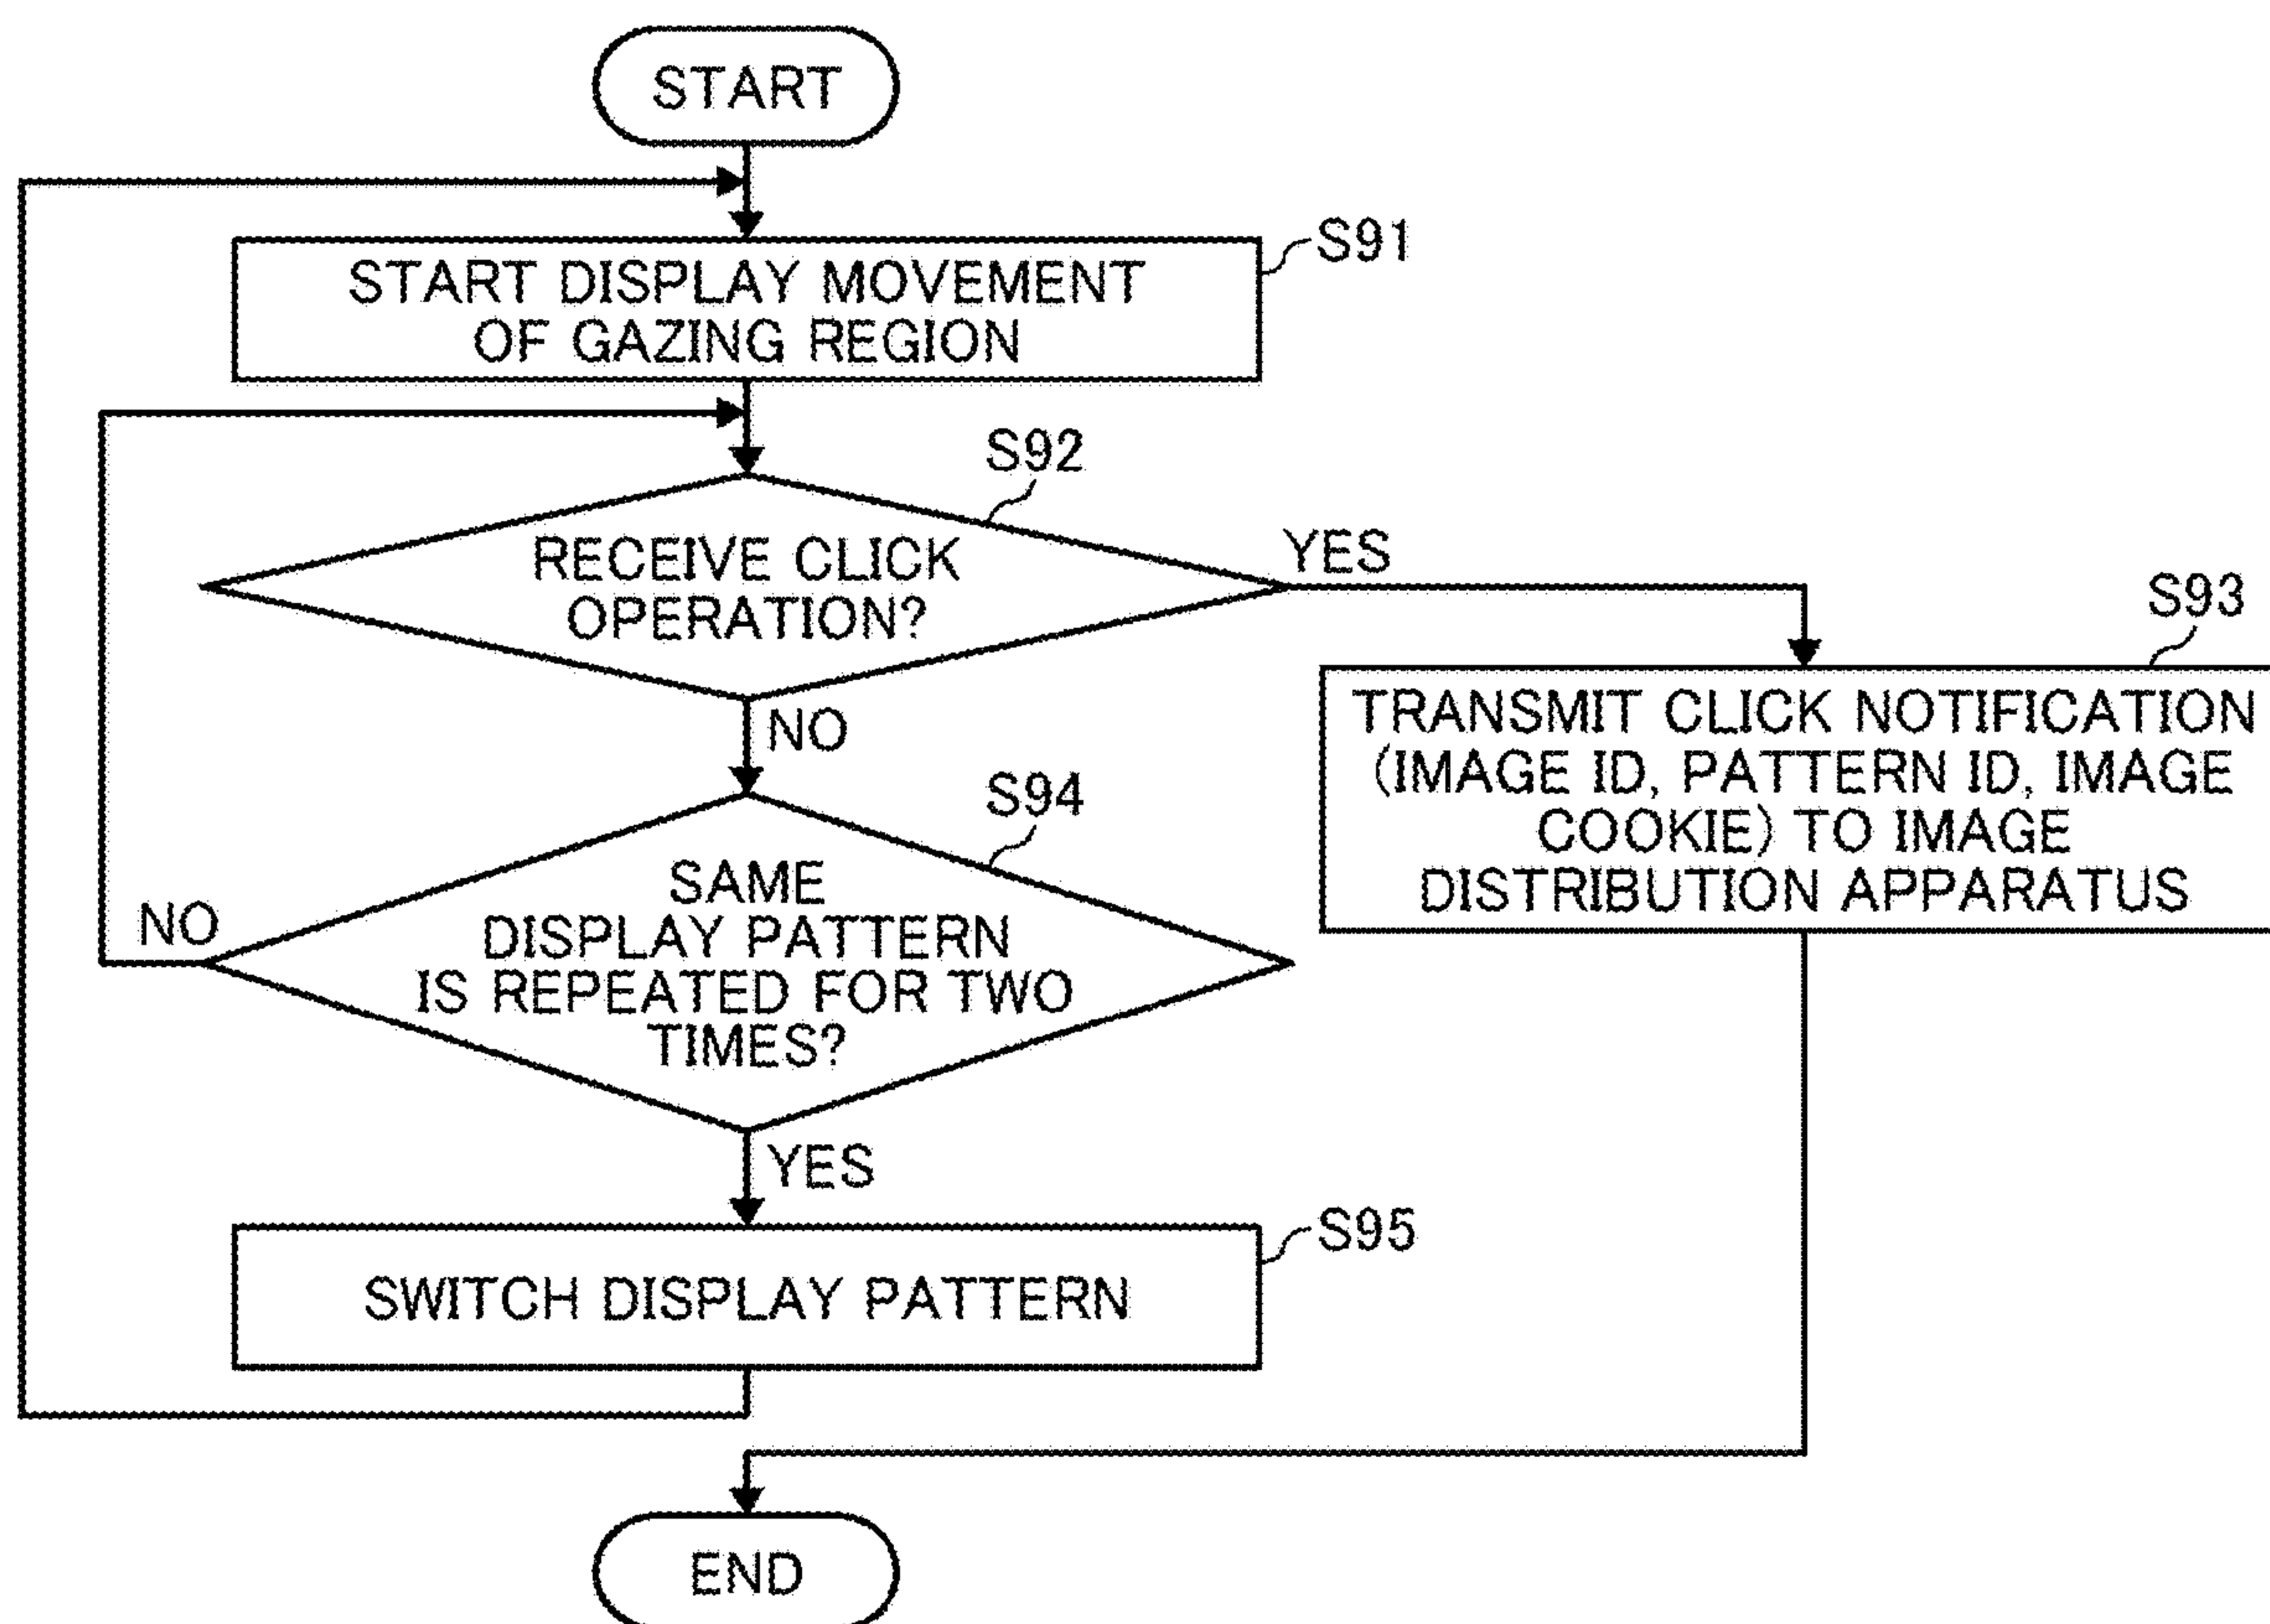 START
S91
START DISPLAY MOVEMENT
OF GAZING REGION
S92
RECEIVE CLICK
OPERATION?
YES
NO
S93
TRANSMIT CLICK NOTIFICATION
(IMAGE ID, PATTERN ID, IMAGE
COOKIE) TO IMAGE
DISTRIBUTION APPARATUS
S94
SAME
DISPLAY PATTERN
IS REPEATED FOR TWO
TIMES?
NO
YES
S95
SWITCH DISPLAY PATTERN
END